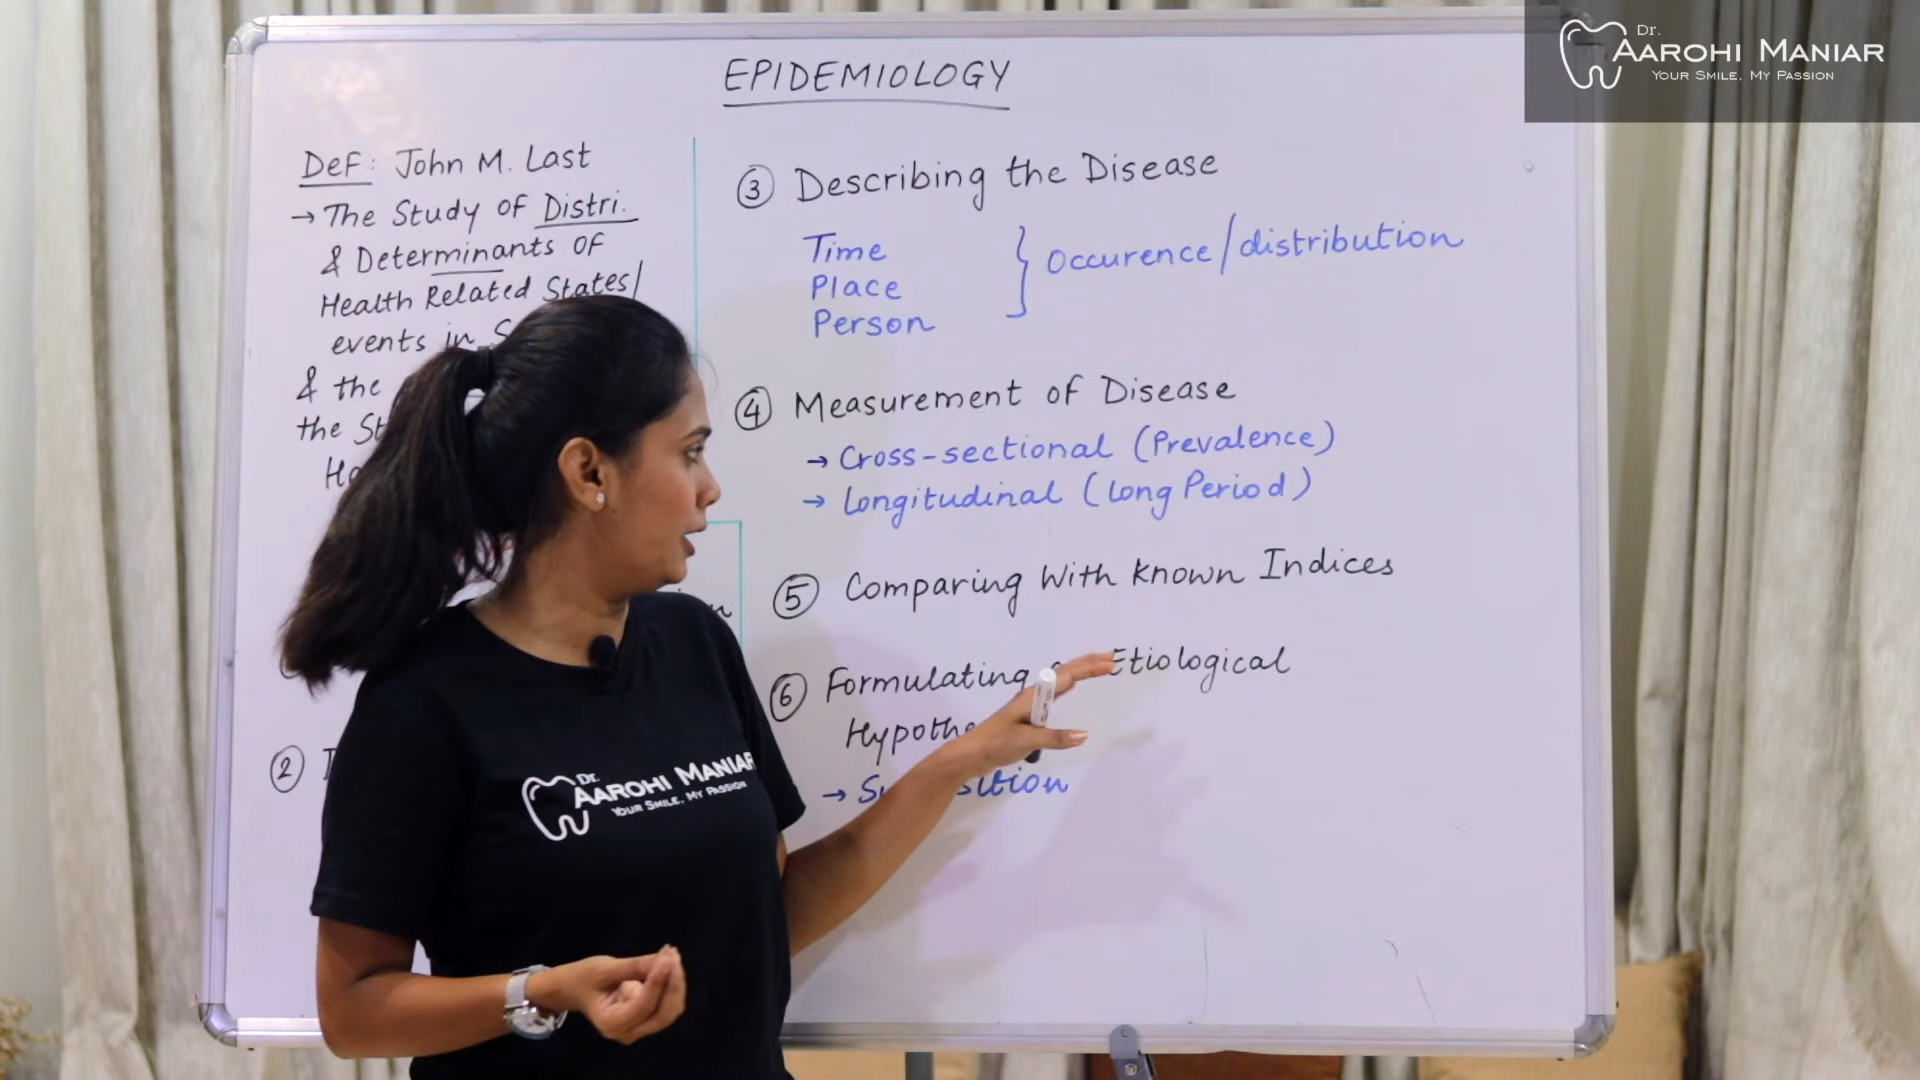 EPIDEMIOLOGY
Def: John M. Last
→ The Study of Distri.
& Determinants of
Health Related States/
events in
& the
the
③ Describing the Disease
Time
Place
Person
} Occurence/distribution
④ Measurement of Disease
→ Cross-sectional (Prevalence)
→ Longitudinal (long Period)
⑤ Comparing With Known Indices
⑥ Formulating Etiological
→
②
Dr.
AAROHI MANIAR
YOUR SMILE, MY PASSION
Dr.
AAROHI MANIAR
YOUR SMILE, MY PASSION